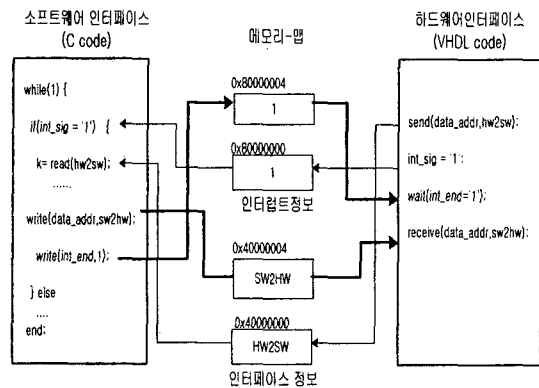 소프트웨어 인터페이스
(C code)
while(1) {
if(int_sig = '1') {
k= read(hw2sw);
......
write(data_addr,sw2hw);
write(int_end,1);
} else
....
end;
메모리-맵
0x80000004
1
0x80000000
1
인터럽트정보
0x40000004
SW2HW
0x40000000
HW2SW
인터페이스 정보
하드웨어인터페이스
(VHDL code)
send(data_addr,hw2sw);
int_sig = '1';
wait(int_end='1');
receive(data_addr,sw2hw);